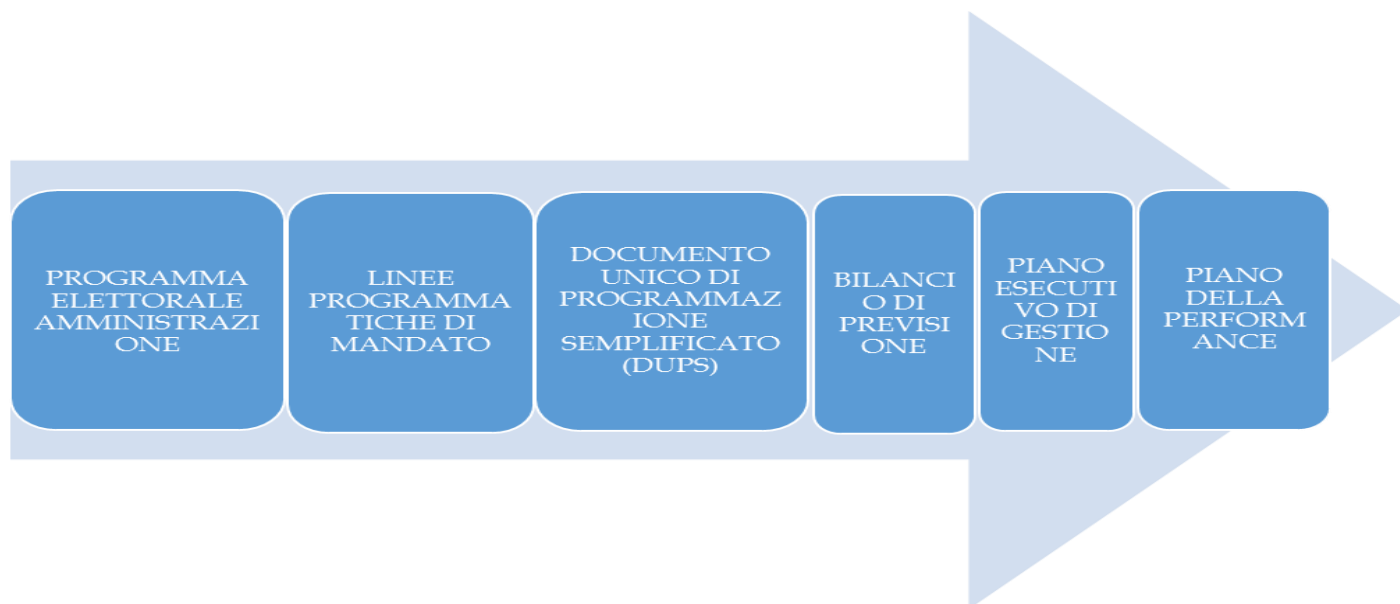 PROGRAMMA
ELETTORALE
AMMINISTRAZI
ONE
LINEE
PROGRAMMA
TICHE DI
MANDATO
DOCUMENTO
UNICO DI
PROGRAMMAZ
IONE
SEMPLIFICATO
(DUPS)
BILANCI
O DI
PREVISI
ONE
PIANO
ESECUTI
VO DI
GESTIO
NE
PIANO
DELLA
PERFORM
ANCE